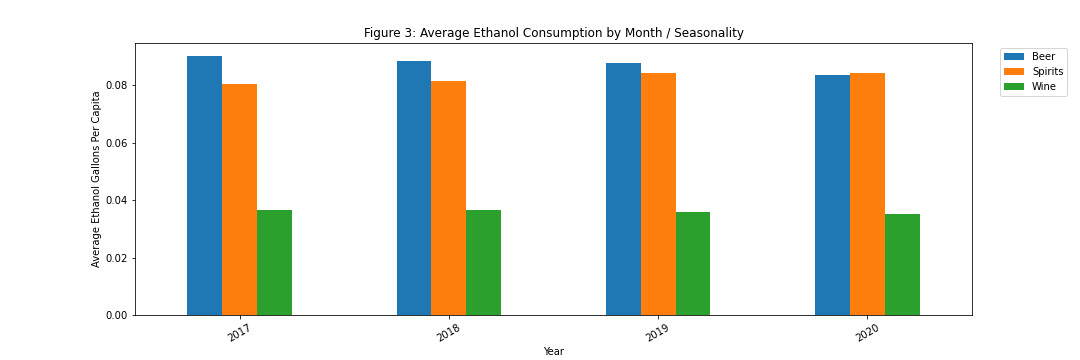 Figure 3: Average Ethanol Consumption by Month / Seasonality
Beer
Spirits
Wine
Average Ethanol Gallons Per Capita
0.08
0.06
0.04
0.02
0.00
2017
2018
2019
2020
Year